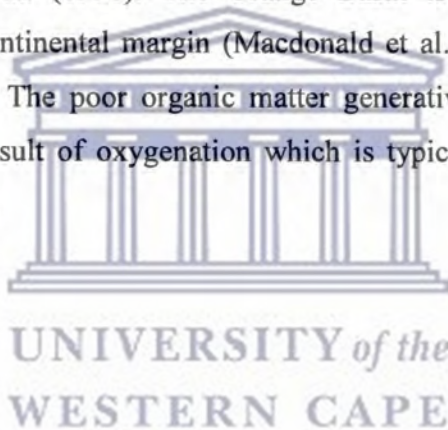 ntinental margin (Macdonald et al.
The poor organic matter generativ
sult of oxygenation which is typic
UNIVERSITY of the
WESTERN CAPE